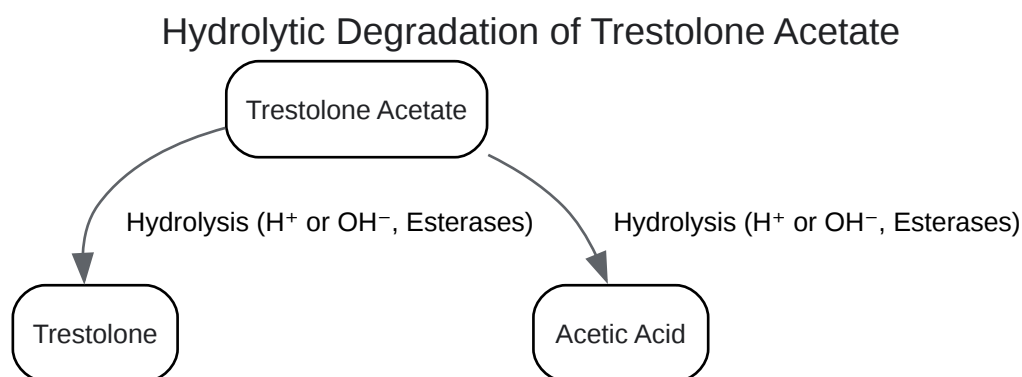 Hydrolytic Degradation of Trestolone Acetate
Trestolone Acetate
Hydrolysis (H⁺ or OH⁻, Esterases)
Hydrolysis (H⁺ or OH⁻, Esterases)
Trestolone
Acetic Acid